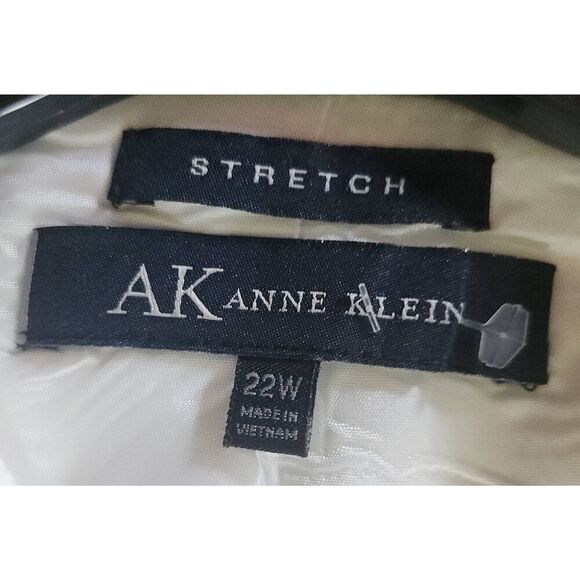 STRETCH
AK ANNE KLEIN
22W
MADE IN
VIETNAM